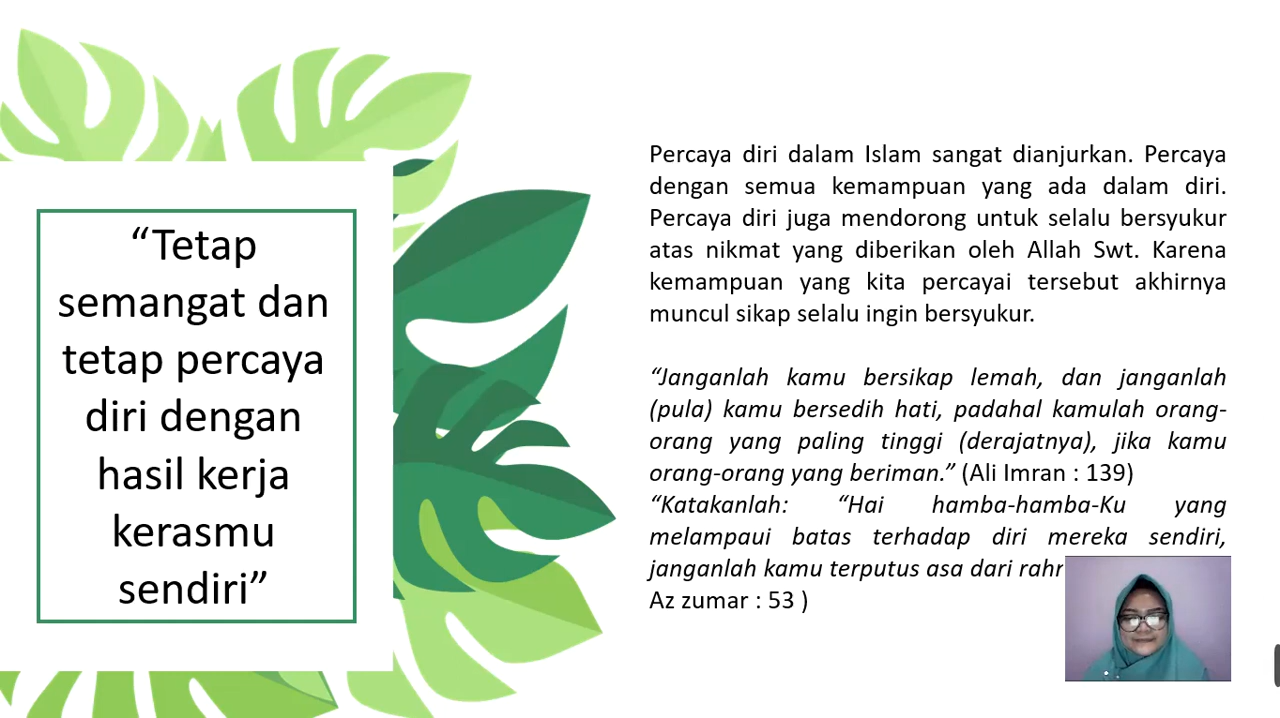 “Tetap
semangat dan
tetap percaya
diri dengan
hasil kerja
kerasmu
sendiri”
Percaya diri dalam Islam sangat dianjurkan. Percaya
dengan semua kemampuan yang ada dalam diri.
Percaya diri juga mendorong untuk selalu bersyukur
atas nikmat yang diberikan oleh Allah Swt. Karena
kemampuan yang kita percayai tersebut akhirnya
muncul sikap selalu ingin bersyukur.
“Janganlah kamu bersikap lemah, dan janganlah
(pula) kamu bersedih hati, padahal kamulah orang-
orang yang paling tinggi (derajatnya), jika kamu
orang-orang yang beriman.” (Ali Imran : 139)
“Katakanlah: “Hai hamba-hamba-Ku yang
melampaui batas terhadap diri mereka sendiri,
janganlah kamu terputus asa dari
Az zumar : 53 )